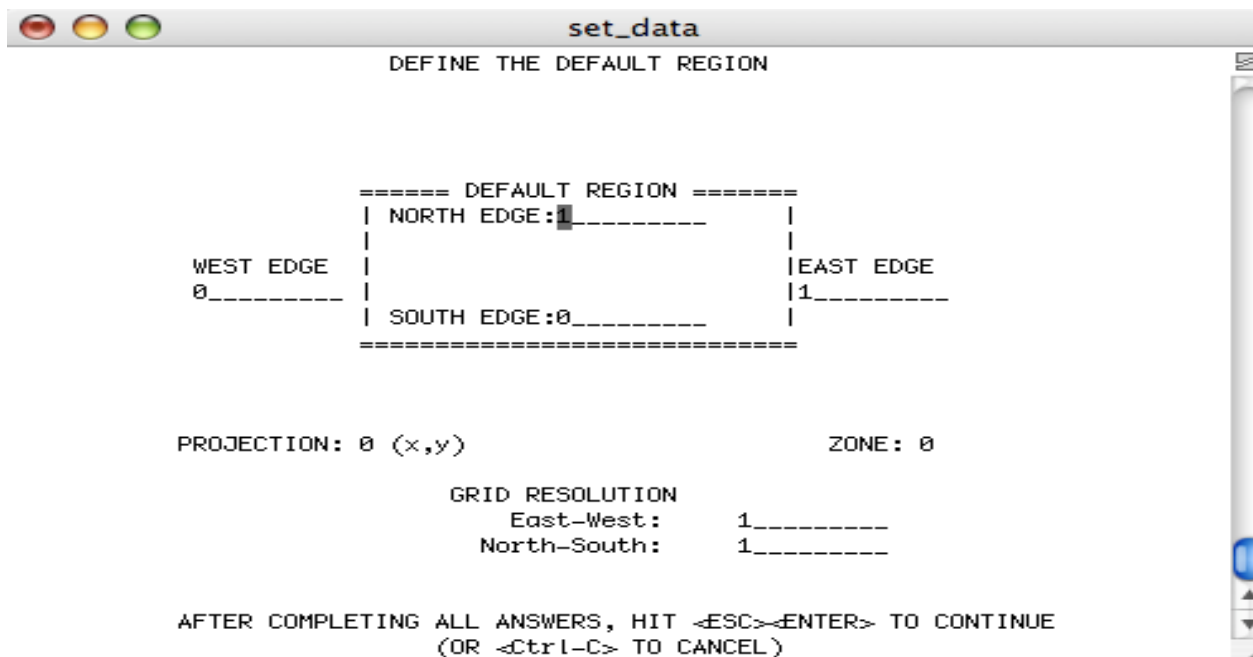 set_data
DEFINE THE DEFAULT REGION
====== DEFAULT REGION =======
| NORTH EDGE:1_________ |
| |
WEST EDGE | |EAST EDGE
0_________ | |1_________
| SOUTH EDGE:0_________ |
=============================
PROJECTION: 0 (x,y) ZONE: 0
GRID RESOLUTION
East-West: 1_________
North-South: 1_________
AFTER COMPLETING ALL ANSWERS, HIT <ESC><ENTER> TO CONTINUE
(OR <Ctrl-C> TO CANCEL)